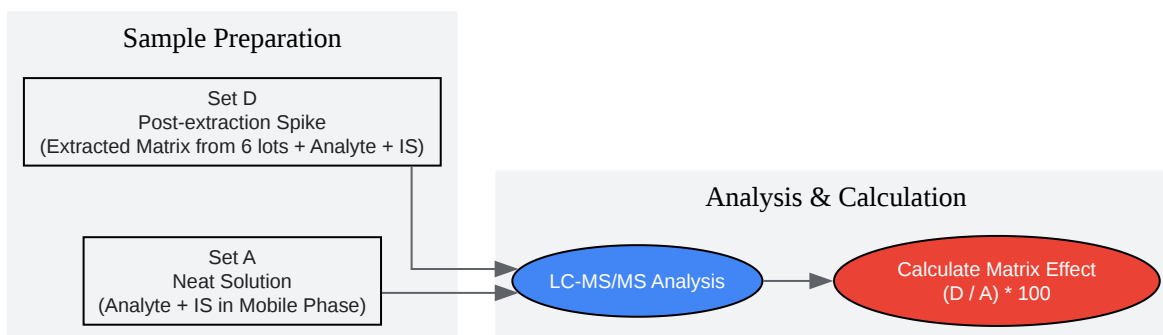 Sample Preparation
Set D
Post-extraction Spike
(Extracted Matrix from 6 lots + Analyte + IS)
Set A
Neat Solution
(Analyte + IS in Mobile Phase)
Analysis & Calculation
LC-MS/MS Analysis
Calculate Matrix Effect
(D / A) * 100